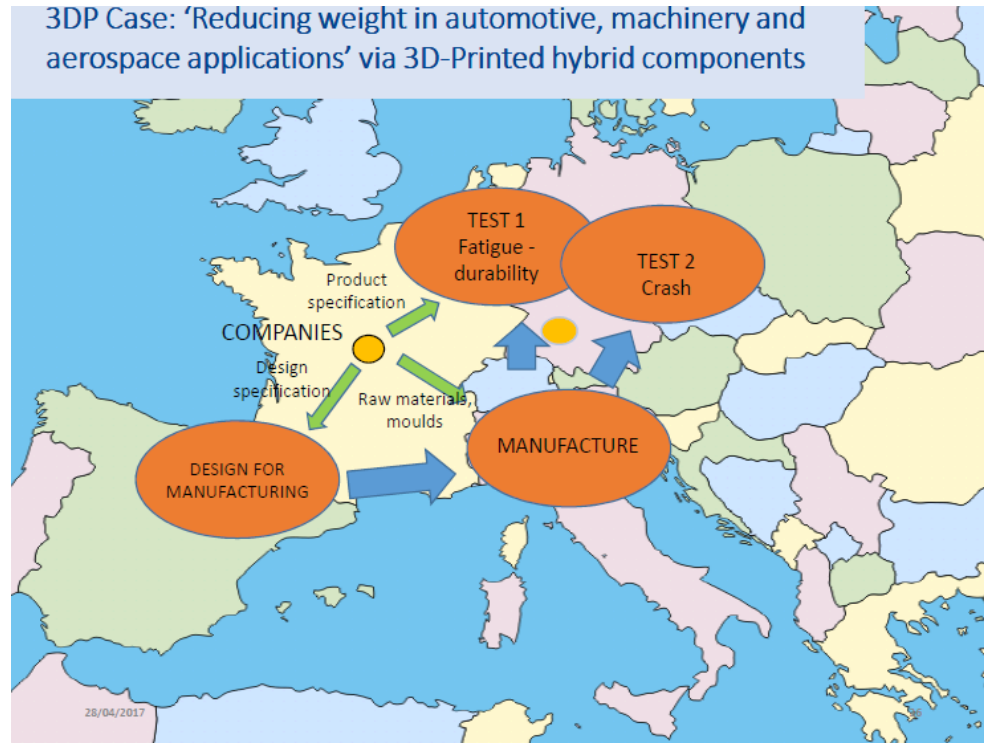 3DP Case: ‘Reducing weight in automotive, machinery and
aerospace applications’ via 3D-Printed hybrid components
TEST 1
Fatigue -
durability
TEST 2
Crash
Product
specification
COMPANIES
Design
specification
Raw materials,
moulds
DESIGN FOR
MANUFACTURING
MANUFACTURE
28/04/2017